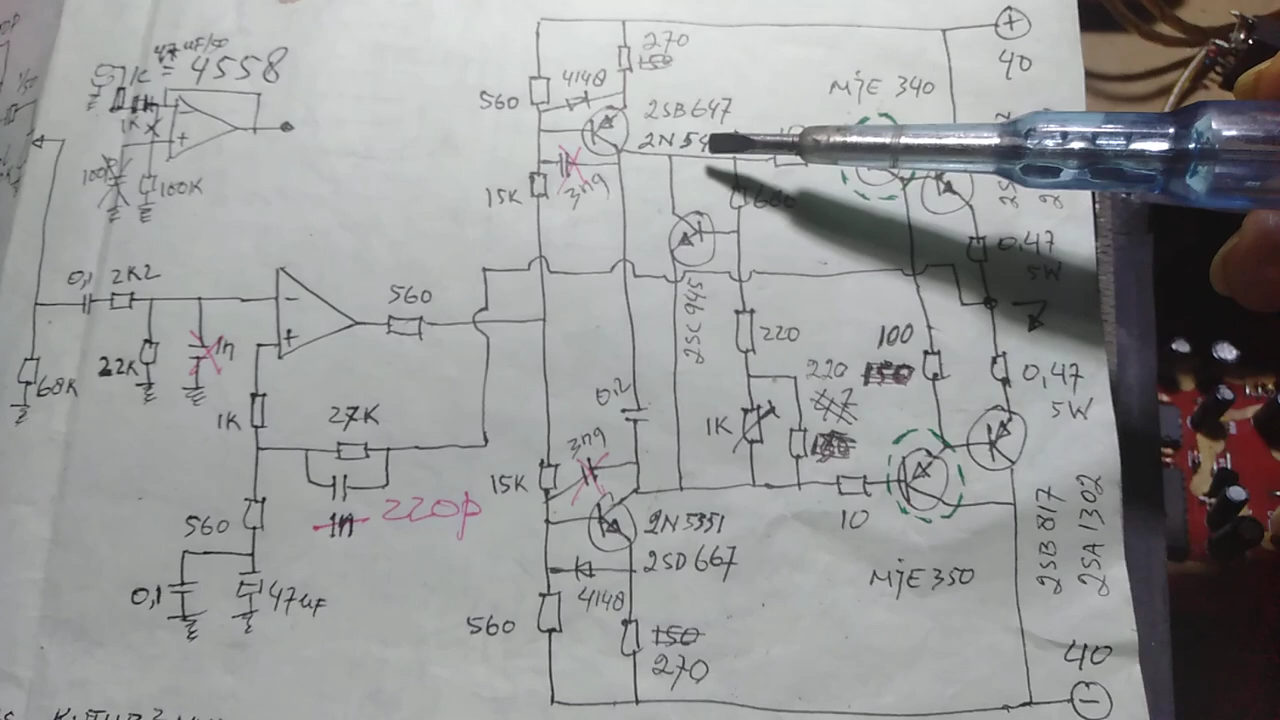 47uF/50
1K
= 4558
1K
100K
270
150
4148
560
2SB647
2N54
MjE 340
+
40
15K
3n9
680
0,1
2K2
560
-
+
2SC945
0,47
5W
22K
1n
68K
220
100
150
220
0,47
5W
1K
27K
0,2
1K
3n9
15K
10
560
1n
220p
2N5551
2SD667
2SB817
2SA1302
MjE350
0,1
47uF
4148
560
150
270
40
-